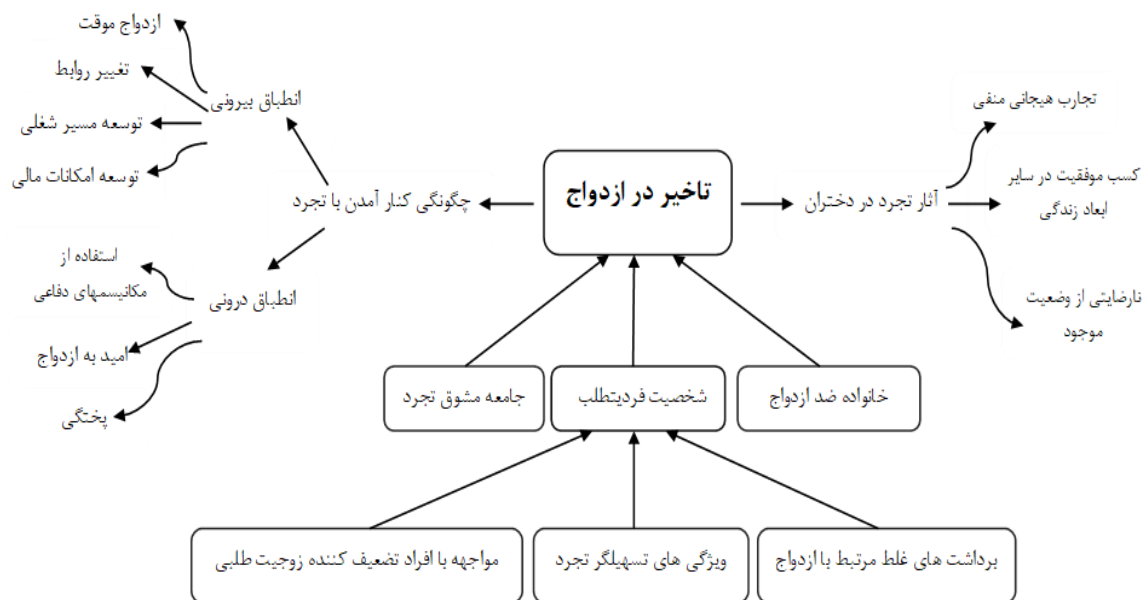 ازدواج موقت
تغییر روابط
توسعه مسیر شغلی
توسعه امکانات مالی
انطباق بیرونی
چگونگی کنار آمدن با تجرد
انطباق درونی
استفاده از
مکانیسمهای دفاعی
امید به ازدواج
پختگی
تاخیر در ازدواج
آثار تجرد در دختران
تجارب هیجانی منفی
کسب موفقیت در سایر
ابعاد زندگی
نارضایتی از وضعیت
موجود
خانواده ضد ازدواج
شخصیت فردیتطلب
جامعه مشوق تجرد
برداشت های غلط مرتبط با ازدواج
ویژگی های تسهیلگر تجرد
مواجهه با افراد تضعیف کننده زوجیت طلبی